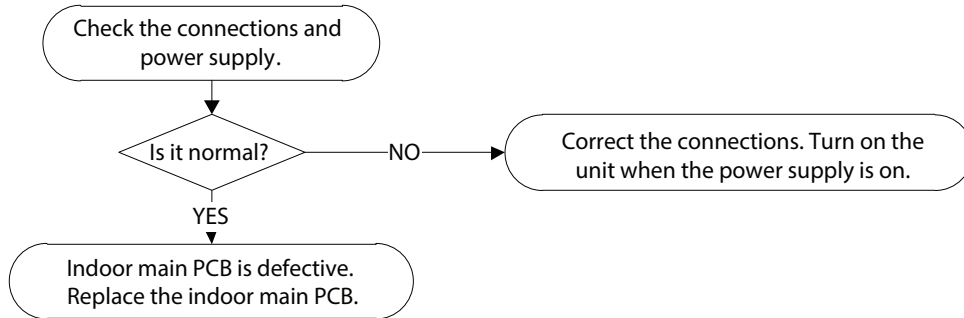 Check the connections and
power supply.
Is it normal?
NO
Correct the connections. Turn on the
unit when the power supply is on.
YES
Indoor main PCB is defective.
Replace the indoor main PCB.